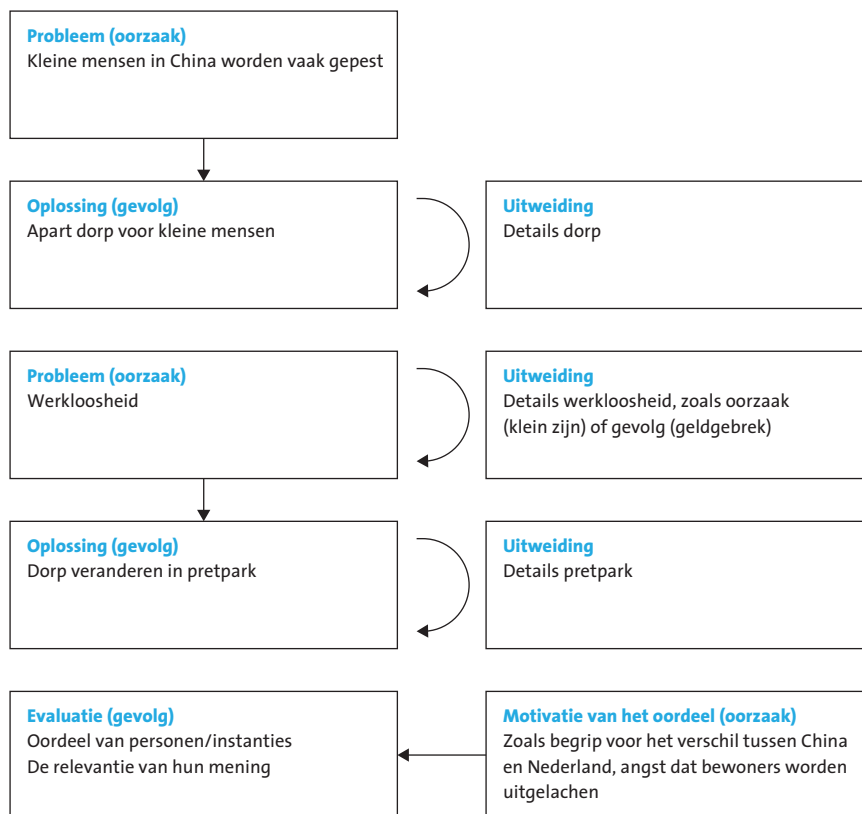 Probleem (oorzaak)
Kleine mensen in China worden vaak gepest
Oplossing (gevolg)
Apart dorp voor kleine mensen
Uitweiding
Details dorp
Probleem (oorzaak)
Werkloosheid
Uitweiding
Details werkloosheid, zoals oorzaak
(klein zijn) of gevolg (geldgebrek)
Oplossing (gevolg)
Dorp veranderen in pretpark
Uitweiding
Details pretpark
Evaluatie (gevolg)
Oordeel van personen/instanties
De relevantie van hun mening
Motivatie van het oordeel (oorzaak)
Zoals begrip voor het verschil tussen China
en Nederland, angst dat bewoners worden
uitgelachen